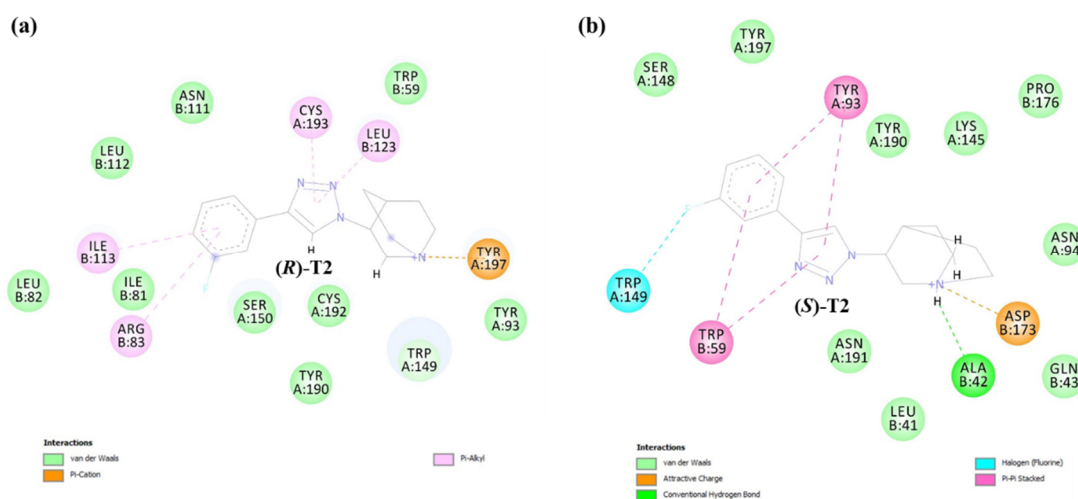 (a)
TRP
B:59
ASN
B:111
CYS
A:193
LEU
B:123
LEU
B:112
N
N
N
H
ILE
B:113
(R)-T2
H
+N
TYR
A:197
LEU
B:82
ILE
B:81
SER
A:150
CYS
A:192
TYR
A:93
ARG
B:83
TRP
A:149
TYR
A:190
Interactions
van der Waals
Pi-Cation
Pi-Alkyl
(b)
TYR
A:197
SER
A:148
TYR
A:93
PRO
B:176
TYR
A:190
LYS
A:145
F
N
N
N
H
H
ASN
A:94
TRP
A:149
(S)-T2
+N
H
ASP
B:173
TRP
B:59
ASN
A:191
ALA
B:42
GLN
B:43
LEU
B:41
Interactions
van der Waals
Attractive Charge
Conventional Hydrogen Bond
Halogen (Fluorine)
Pi-Pi Stacked